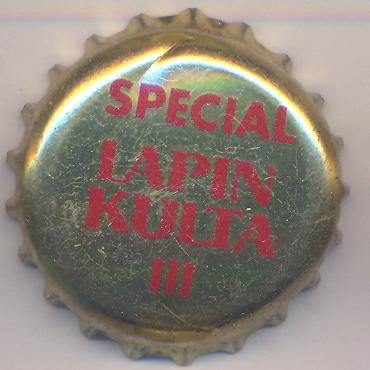 SPECIAL
LAPIN
KULTA
III